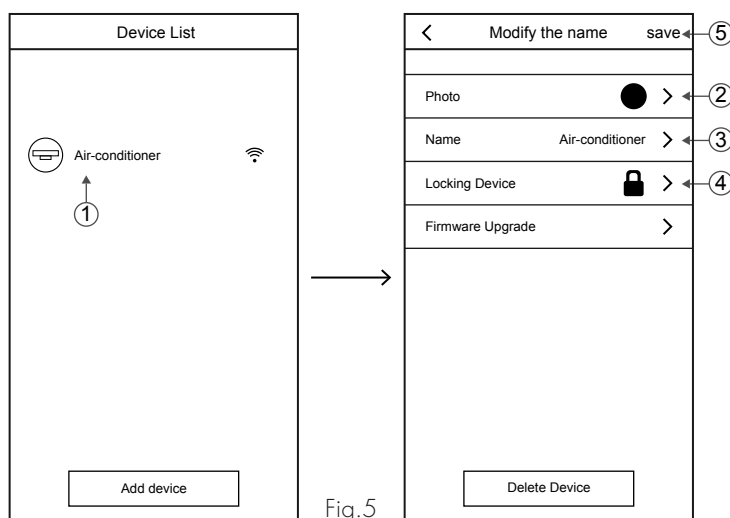 Device List
Air-conditioner
1
Add device
Fig.5
Modify the name save 5
Photo 2
Name Air-conditioner 3
Locking Device 4
Firmware Upgrade
Delete Device